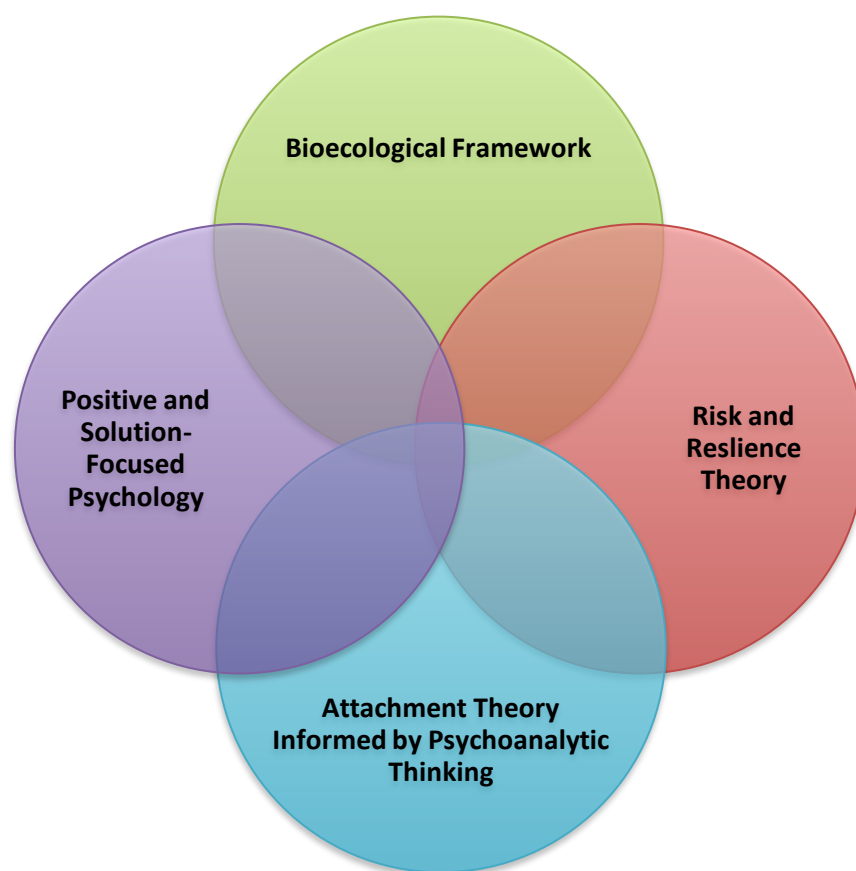 Bioecological Framework
Positive and
Solution-
Focused
Psychology
Risk and
Reslience
Theory
Attachment Theory
Informed by Psychoanalytic
Thinking